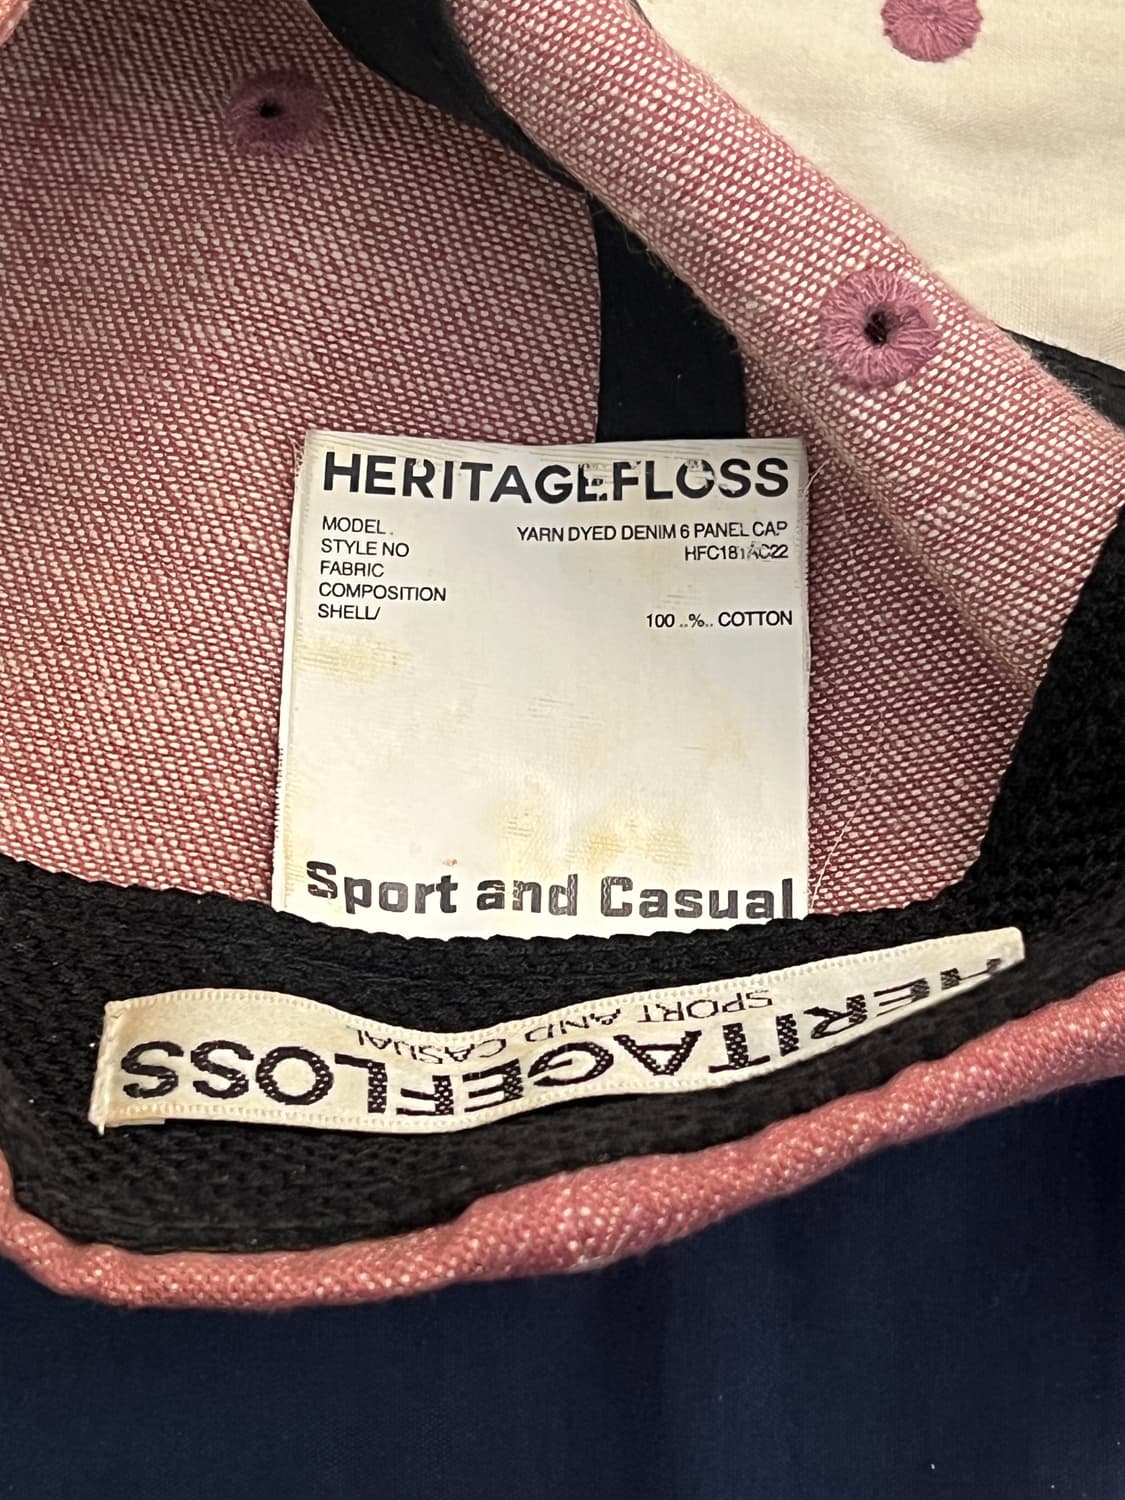 HERITAGEFLOSS
MODEL. YARN DYED DENIM 6 PANEL CAP
STYLE NO HFC181AC22
FABRIC
COMPOSITION
SHELL/ 100 ..%.. COTTON
Sport and Casual
HERITAGEFLOSS
SPORT AND CASUAL